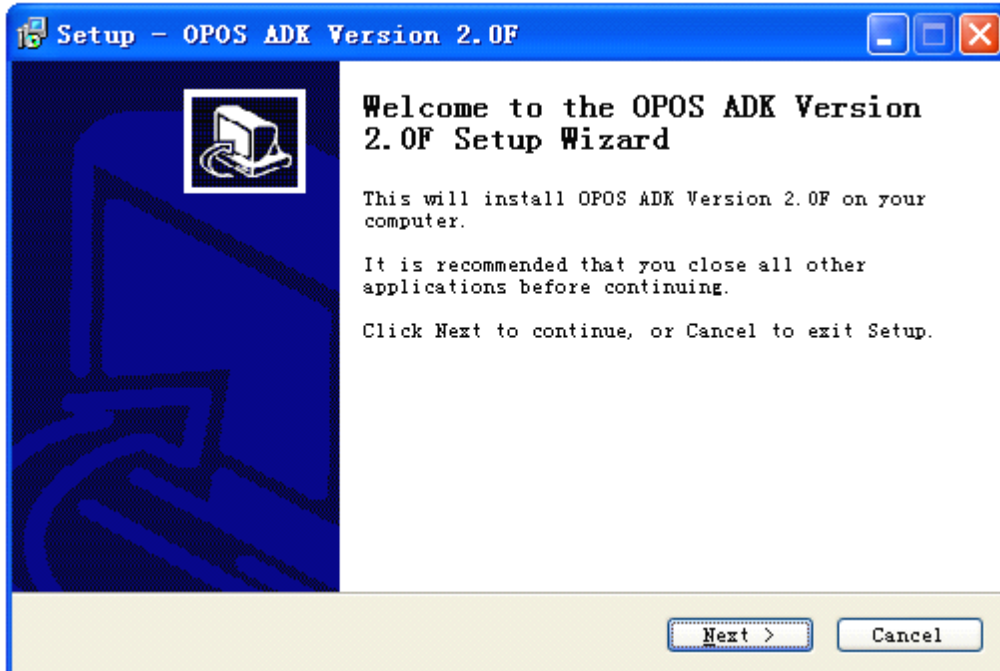 Setup - OPOS ADK Version 2.0F
Welcome to the OPOS ADK Version
2.0F Setup Wizard
This will install OPOS ADK Version 2.0F on your
computer.
It is recommended that you close all other
applications before continuing.
Click Next to continue, or Cancel to exit Setup.
Next >
Cancel